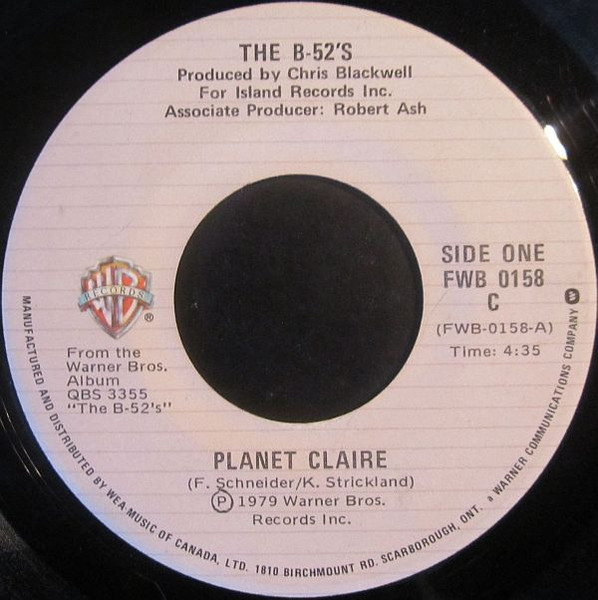 THE B-52'S
Produced by Chris Blackwell
For Island Records Inc.
Associate Producer: Robert Ash
SIDE ONE
FWB 0158
C
(FWB-0158-A)
Time: 4:35
WB
RECORDS
®
From the
Warner Bros.
Album
QBS 3355
"The B-52's"
PLANET CLAIRE
(F. Schneider/K. Strickland)
Ⓟ 1979 Warner Bros.
Records Inc.
MANUFACTURED AND DISTRIBUTED BY WEA MUSIC OF CANADA, LTD. 1810 BIRCHMOUNT RD. SCARBOROUGH, ONT. a WARNER COMMUNICATIONS COMPANY